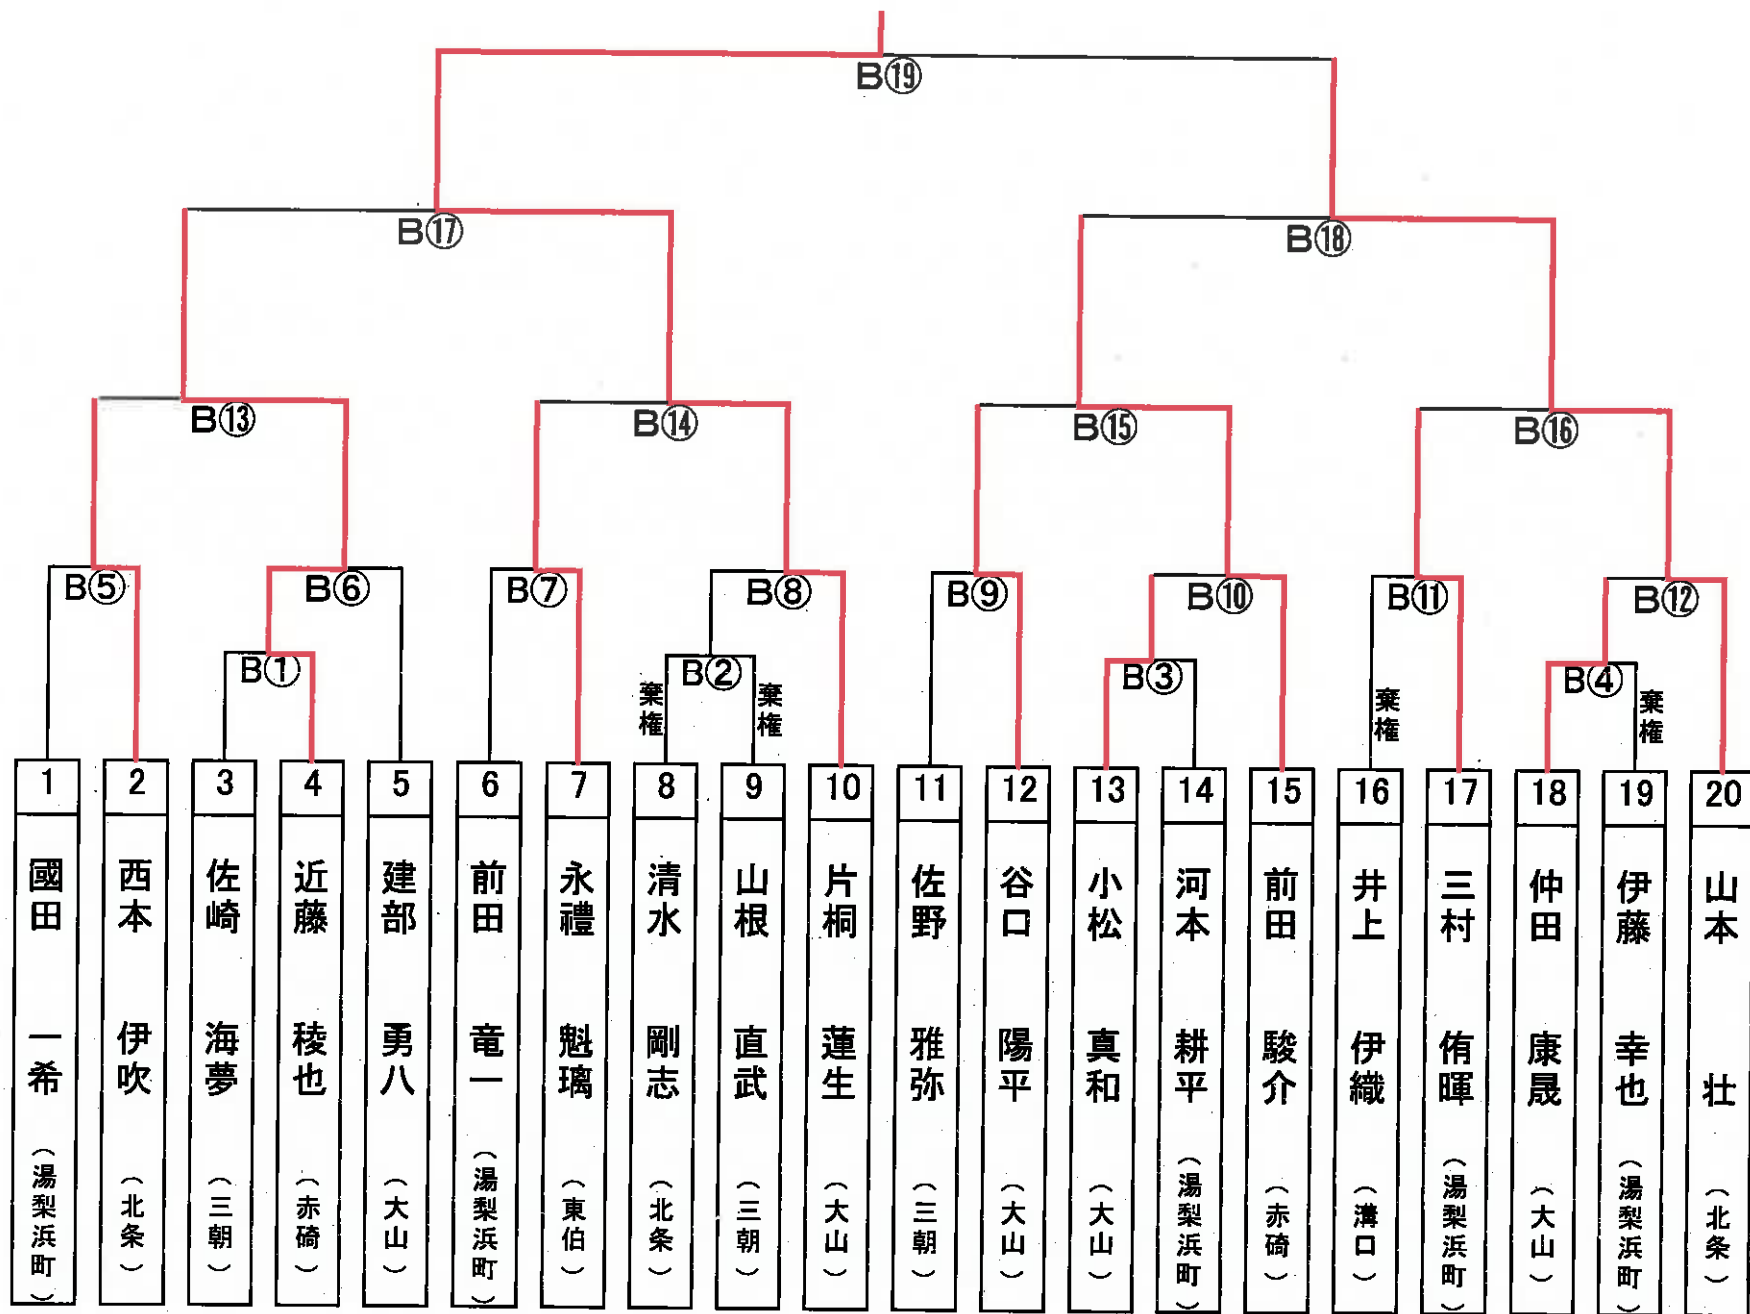 B⑲
B⑰
B⑱
B⑬
B⑭
B⑮
B⑯
B⑤
B⑥
B⑦
B⑧
B⑨
B⑩
B⑪
B⑫
B①
B②
B③
B④
棄権
棄権
棄権
棄権
1 國田 一希 (湯梨浜町)
2 西本 伊吹 (北条)
3 佐崎 海夢 (三朝)
4 近藤 稜也 (赤碕)
5 建部 勇八 (大山)
6 前田 竜一 (湯梨浜町)
7 永禮 魁璃 (東伯)
8 清水 剛志 (北条)
9 山根 直武 (三朝)
10 片桐 蓮生 (大山)
11 佐野 雅弥 (三朝)
12 谷口 陽平 (大山)
13 小松 真和 (大山)
14 河本 耕平 (湯梨浜町)
15 前田 駿介 (赤碕)
16 井上 伊織 (溝口)
17 三村 侑暉 (湯梨浜町)
18 仲田 康晟 (大山)
19 伊藤 幸也 (湯梨浜町)
20 山本 壮 (北条)